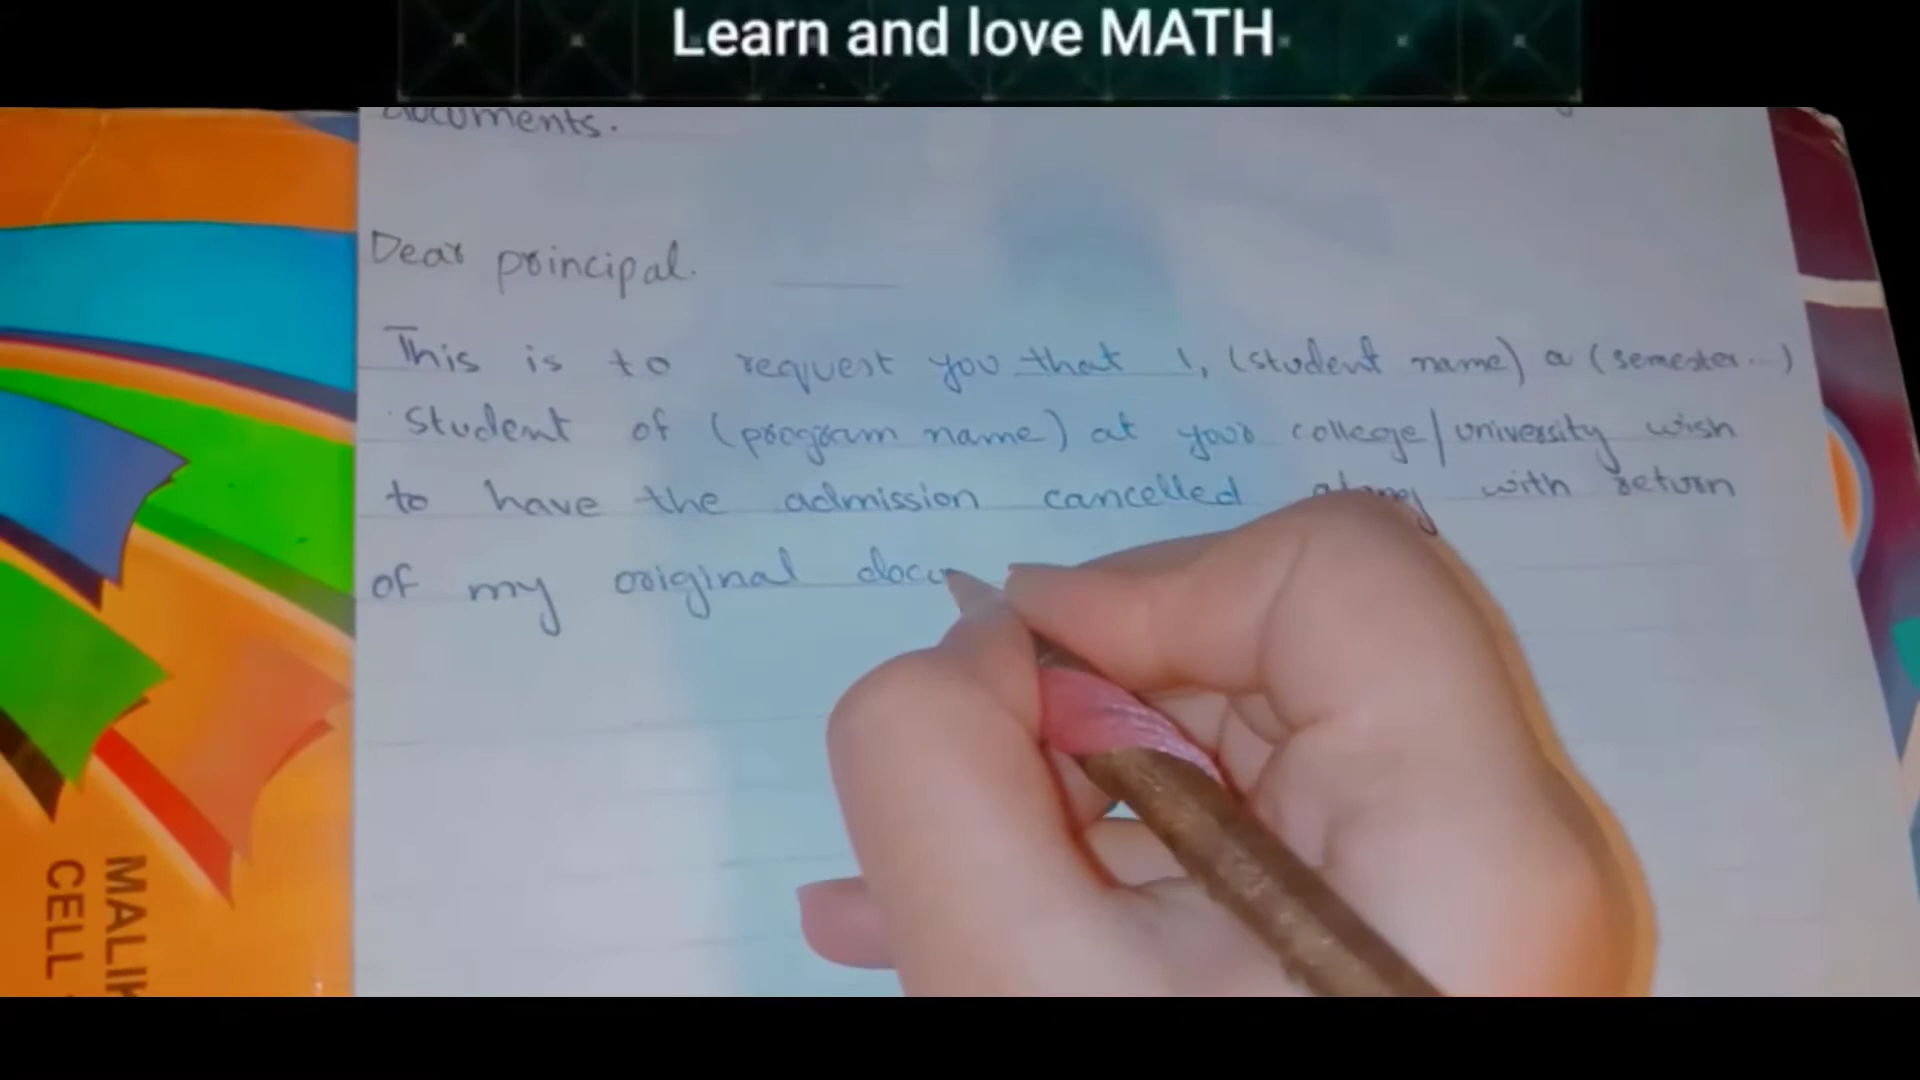 Learn and love MATH
documents.
Dear principal.
This is to request you that I, (student name) a (semester...)
student of (program name) at your college/university wish
to have the admission cancelled along with return
of my original docu
MALIK
CELL